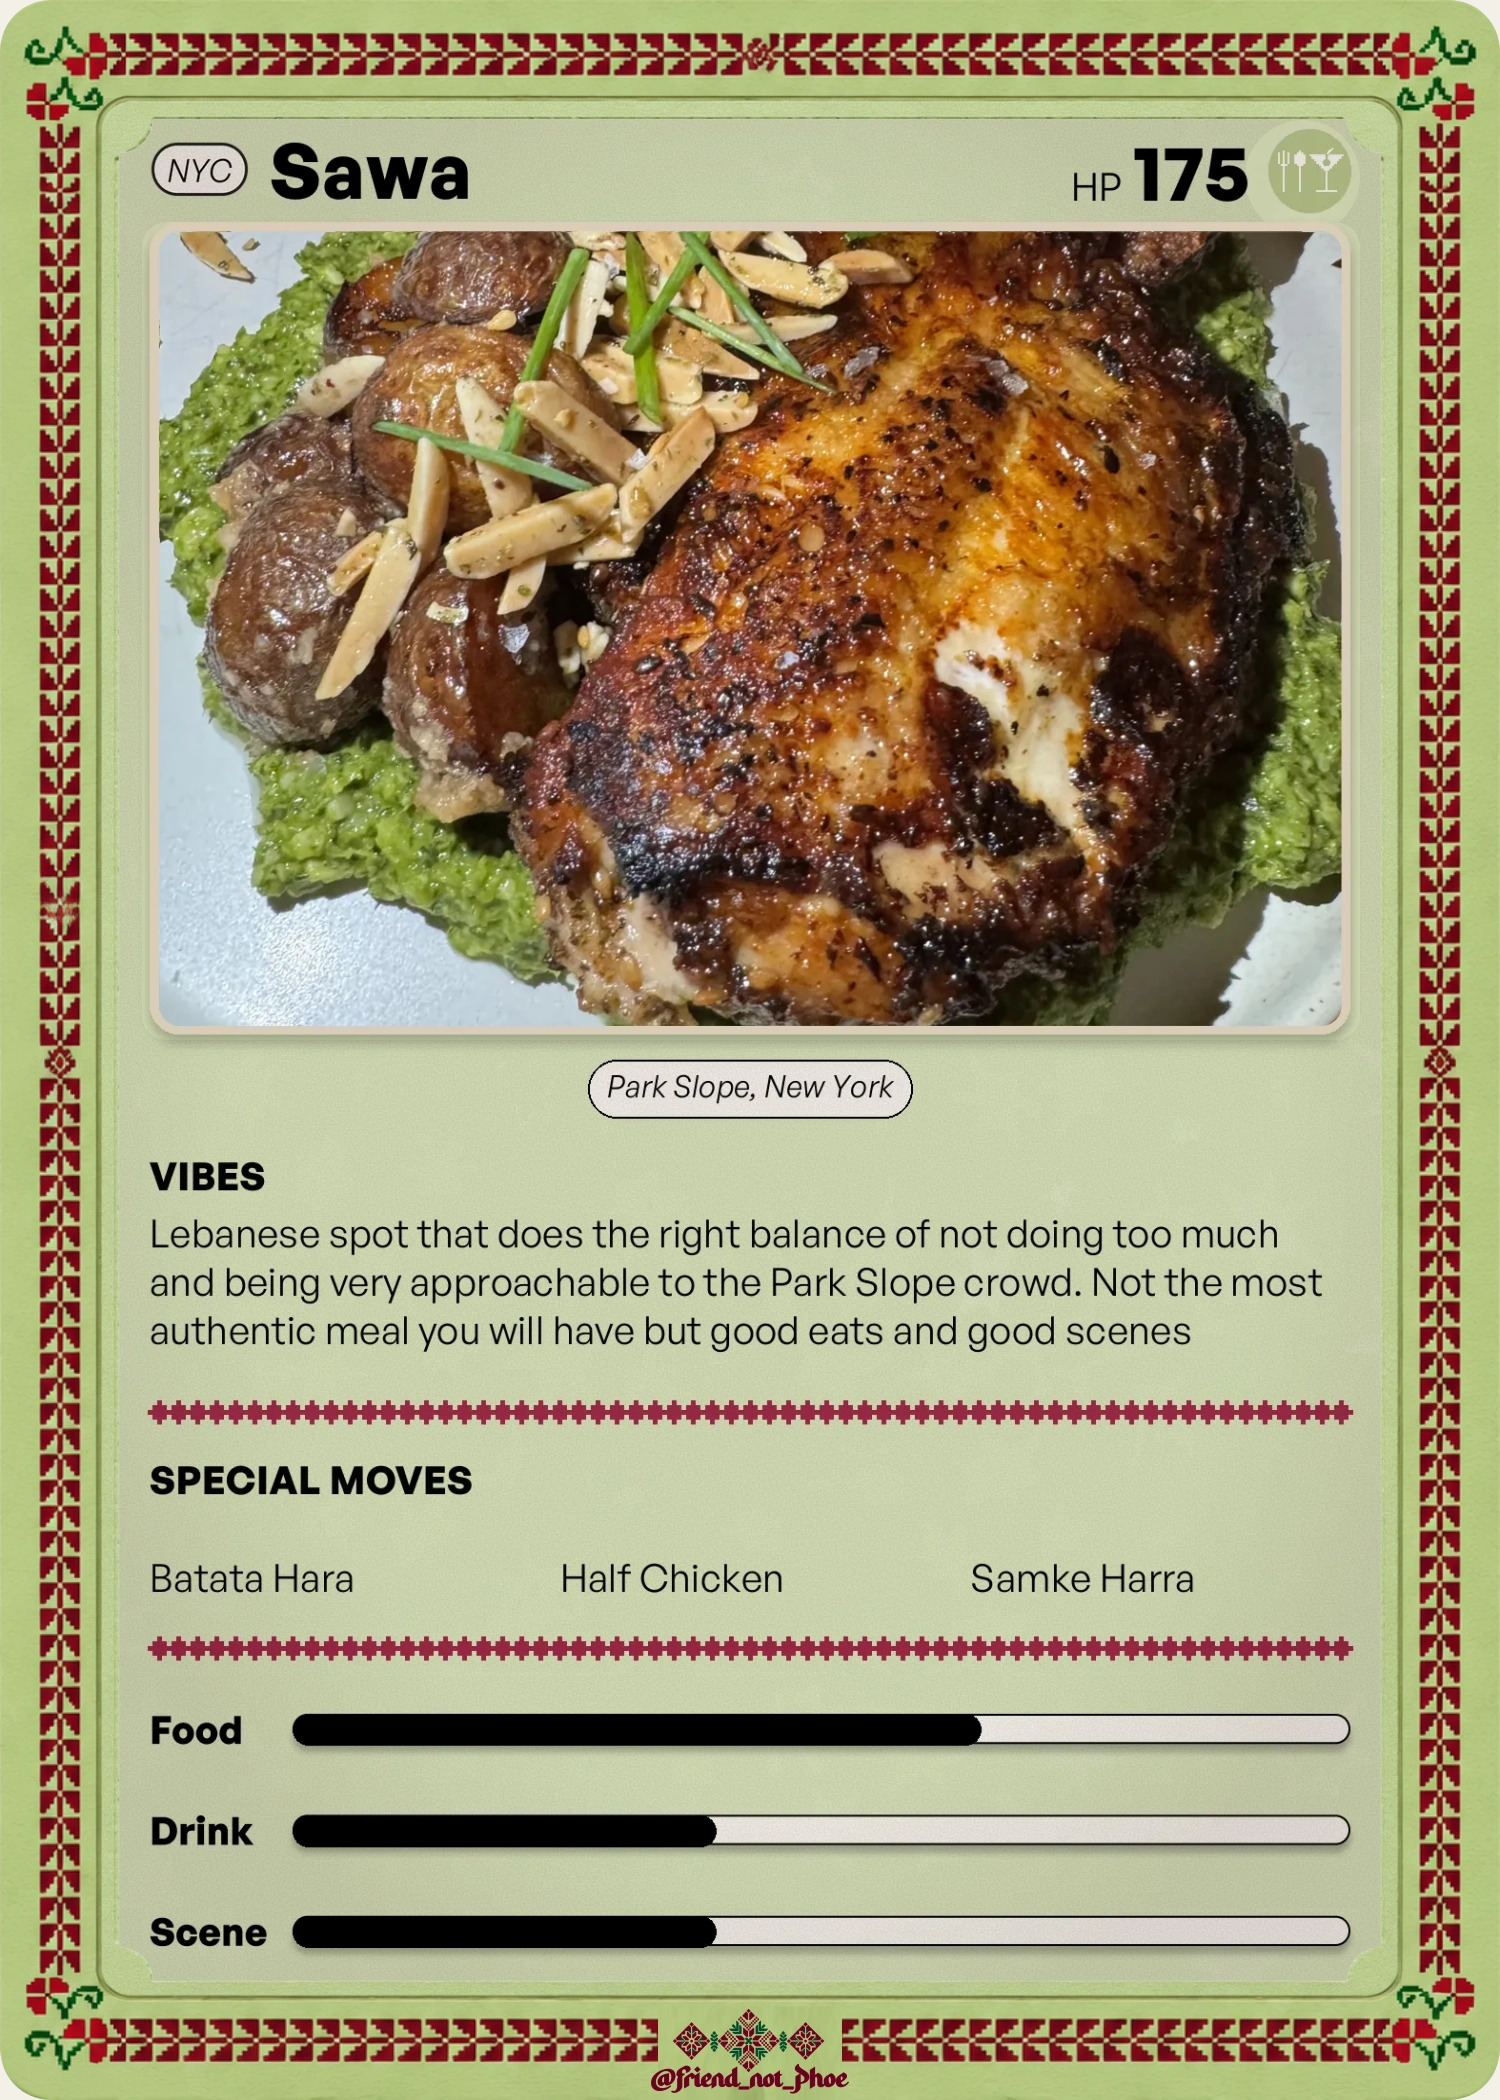 NYC Sawa HP 175
Park Slope, New York
VIBES
Lebanese spot that does the right balance of not doing too much
and being very approachable to the Park Slope crowd. Not the most
authentic meal you will have but good eats and good scenes
SPECIAL MOVES
Batata Hara Half Chicken Samke Harra
Food
Drink
Scene
@friend_not_Phoe